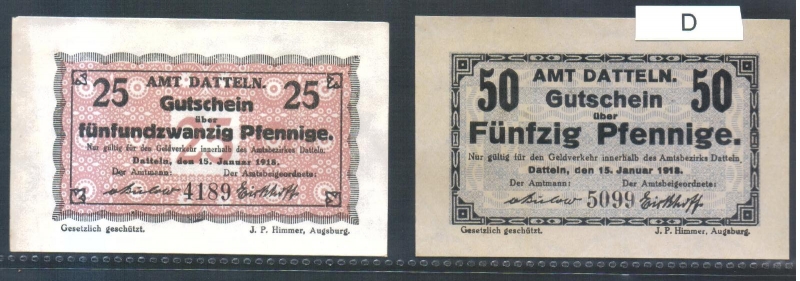 25 AMT DATTELN. 25
Gutschein
über
fünfundzwanzig Pfennige.
Nur gültig für den Geldverkehr innerhalb des Amtsbezirks Datteln.
Datteln, den 15. Januar 1918.
Der Amtmann: Der Amtsbeigeordnete:
4189 Eickhoff
Gesetzlich geschützt. J. P. Himmer, Augsburg.
D
50 AMT DATTELN. 50
Gutschein
über
Fünfzig Pfennige.
Nur gültig für den Geldverkehr innerhalb des Amtsbezirks Datteln
Datteln, den 15. Januar 1918.
Der Amtmann: Der Amtsbeigeordnete:
5099 Eickhoff
Gesetzlich geschützt. J. P. Himmer, Augsburg.